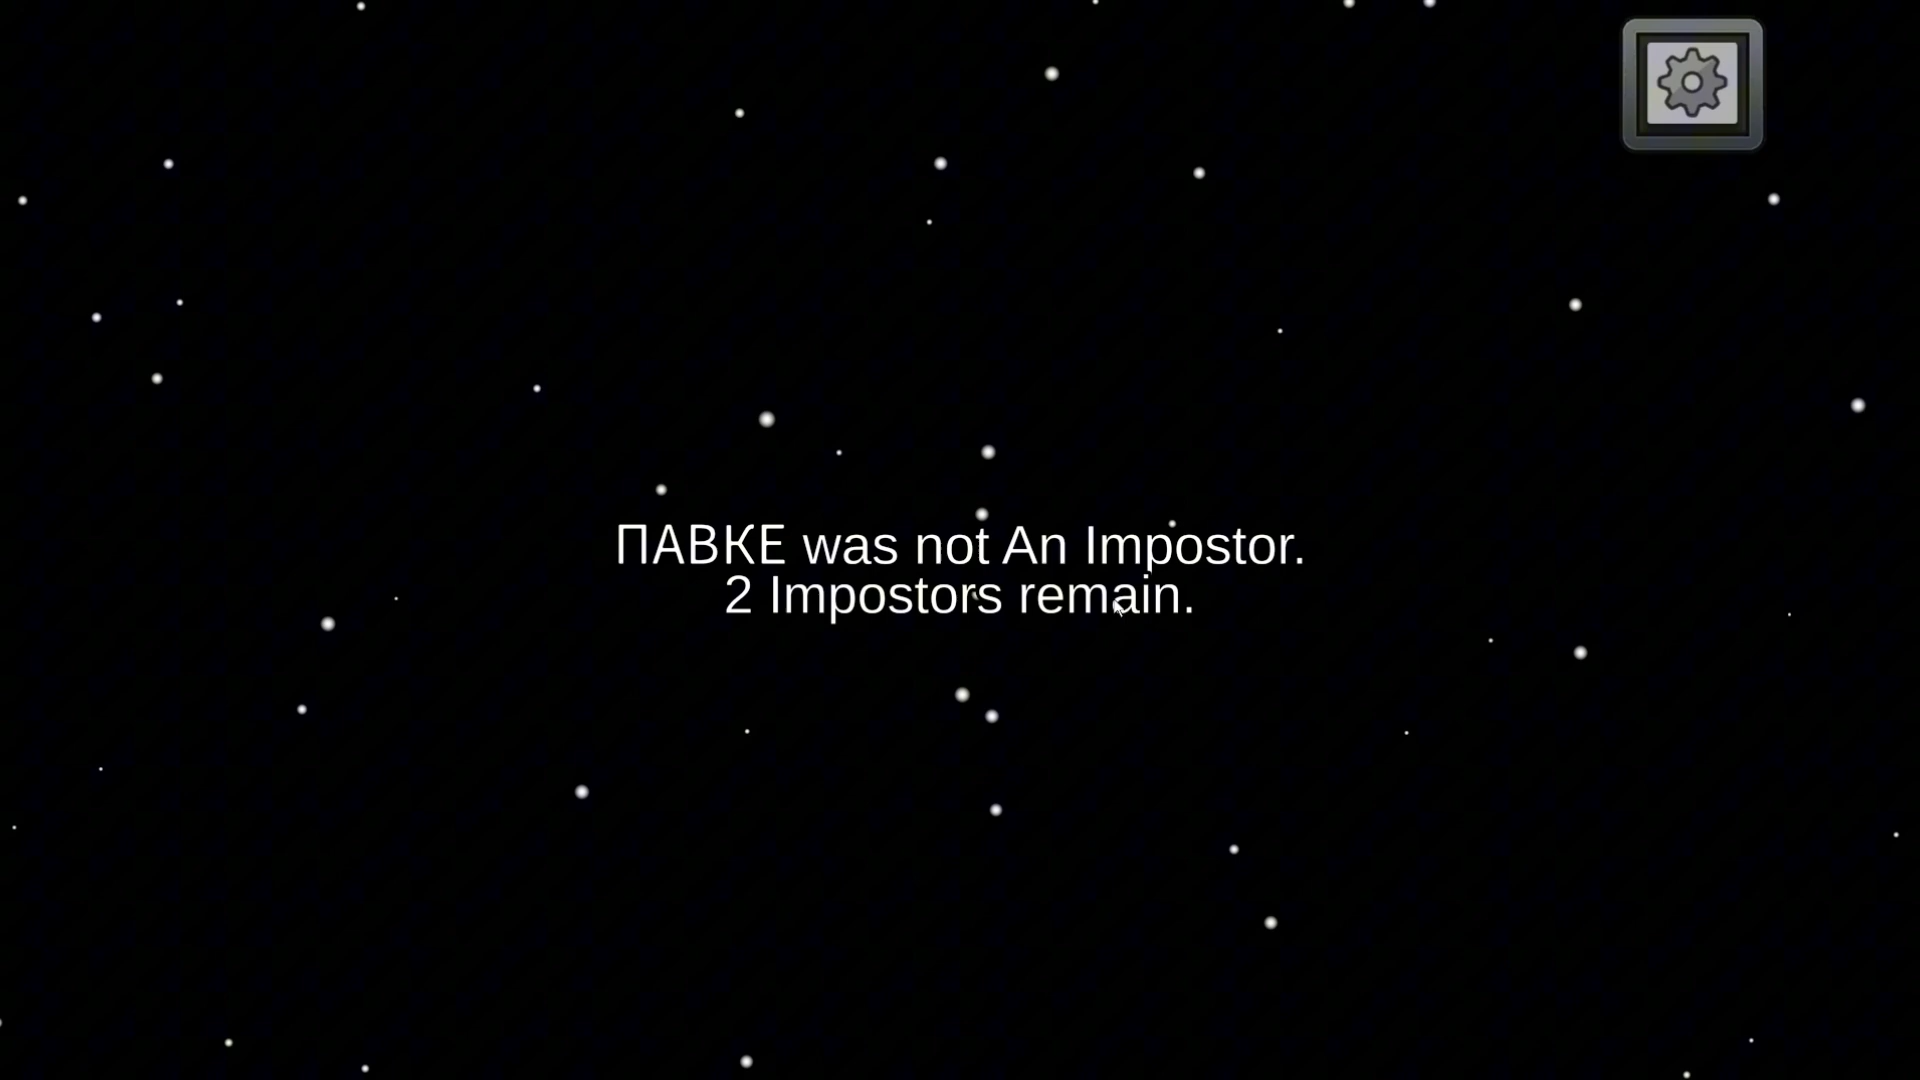 ПАВКЕ was not An Impostor.
2 Impostors remain.